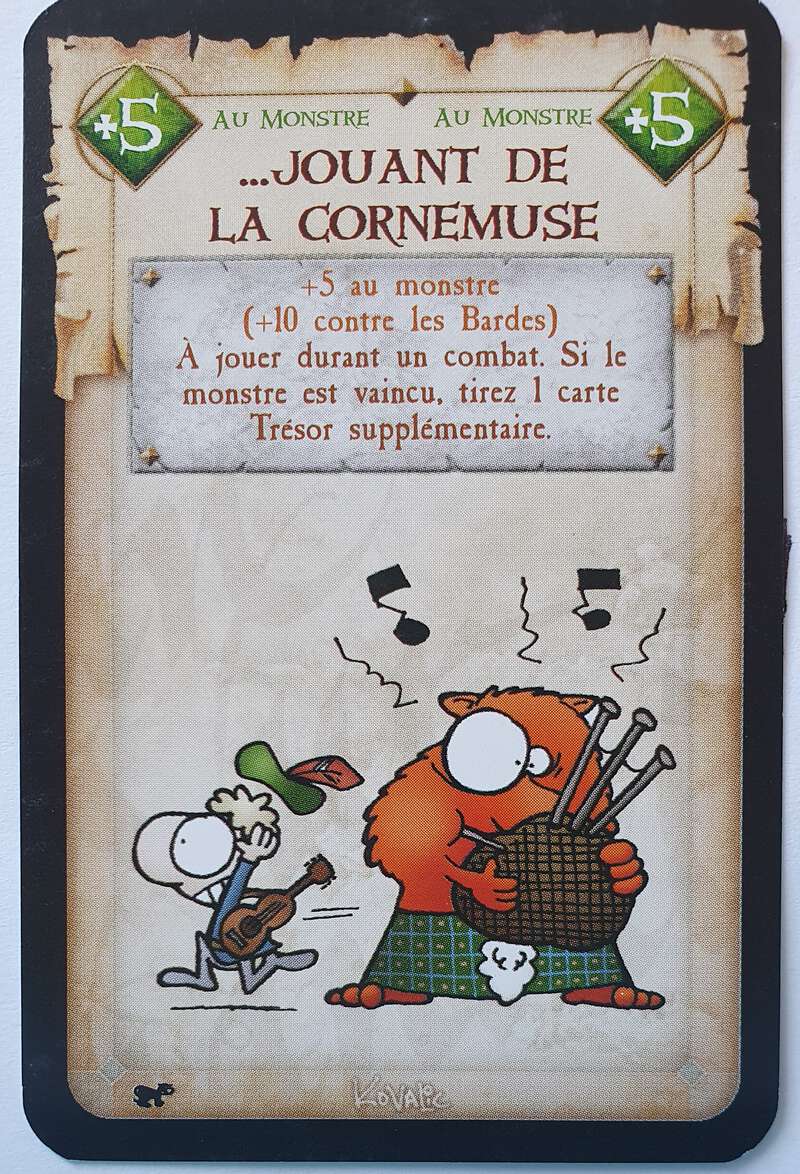 +5 Au Monstre Au Monstre +5
...JOUANT DE
LA CORNEMUSE
+5 au monstre
(+10 contre les Bardes)
À jouer durant un combat. Si le
monstre est vaincu, tirez 1 carte
Trésor supplémentaire.
Kovalic